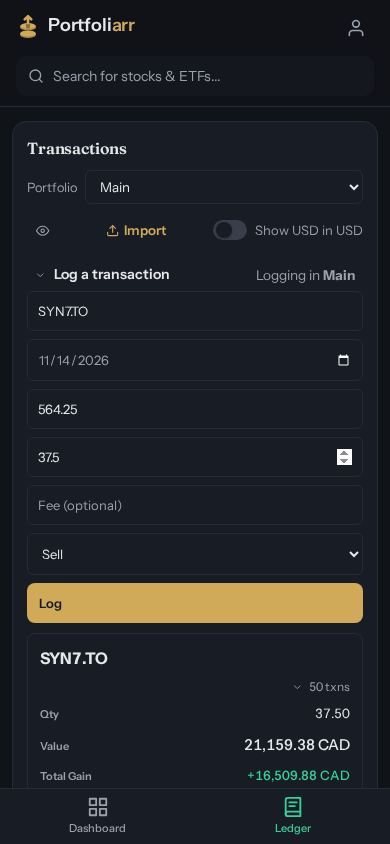 Portfoliarr
Search for stocks & ETFs...
Transactions
Portfolio Main
Import Show USD in USD
Log a transaction Logging in Main
SYN7.TO
11/14/2026
564.25
37.5
Fee (optional)
Sell
Log
SYN7.TO
50 txns
Qty 37.50
Value 21,159.38 CAD
Total Gain +16,509.88 CAD
Dashboard Ledger